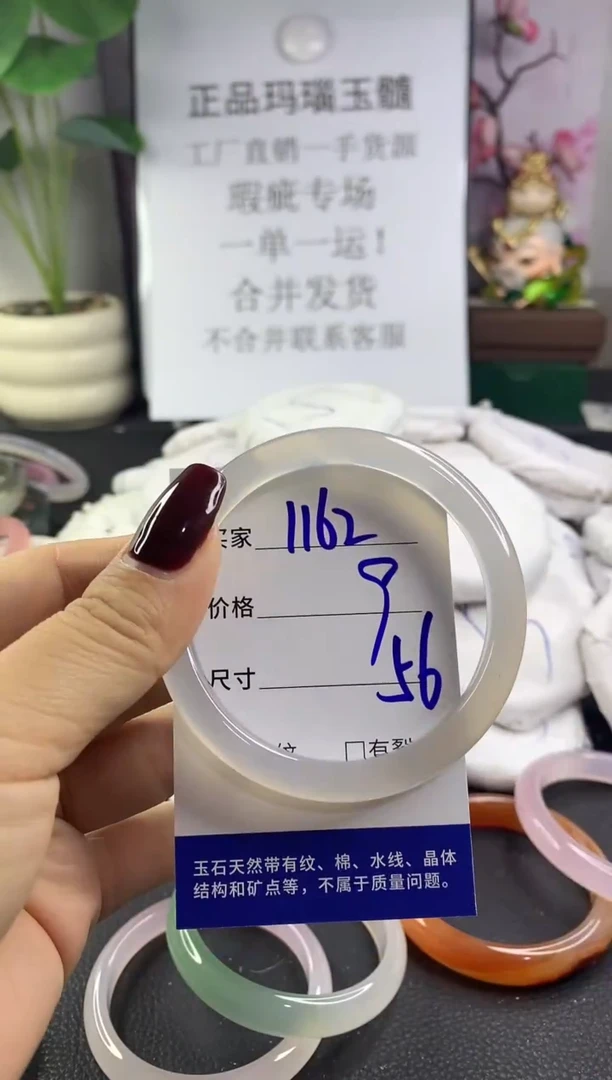 正品玛瑙玉髓
工厂直销一手货源
瑕疵专场
一单一运!
合并发货
不合并联系客服
买家 1162
价格 9
尺寸 56
纹 □有裂
玉石天然带有纹、棉、水线、晶体
结构和矿点等，不属于质量问题。